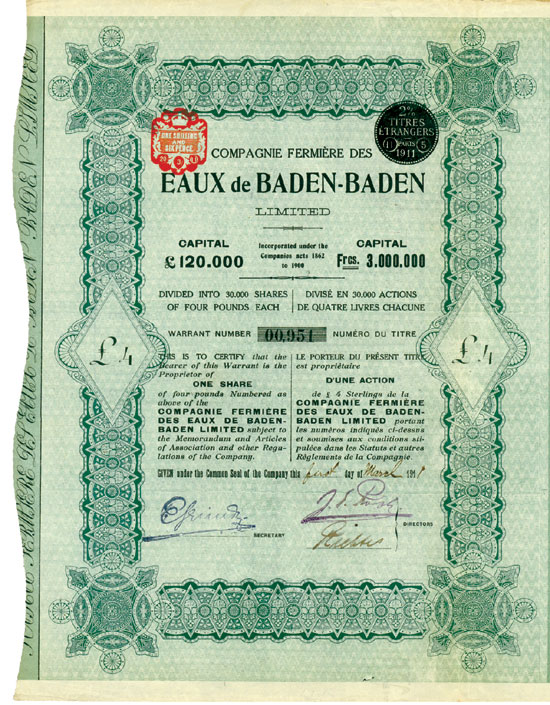 ONE SHILLING
AND
SIXPENCE
2%
TITRES
ETRANGERS
PARIS
1911
COMPAGNIE FERMIÈRE DES
EAUX de BADEN-BADEN
LIMITED
CAPITAL
£120.000
Incorporated under the
Companies acts 1862
to 1900
CAPITAL
Frcs. 3.000.000
DIVIDED INTO 30.000 SHARES
OF FOUR POUNDS EACH
DIVISÉ EN 30.000 ACTIONS
DE QUATRE LIVRES CHACUNE
WARRANT NUMBER 00,951 NUMÉRO DU TITRE
£4
£4
THIS IS TO CERTIFY that the
Bearer of this Warrant is the
Proprietor of
ONE SHARE
of four pounds Numbered as
above of the
COMPAGNIE FERMIÈRE
DES EAUX DE BADEN-
BADEN LIMITED subject to
the Memorandum and Articles
of Association and other Regu-
lations of the Company.
LE PORTEUR DU PRÉSENT TITRE
est propriétaire
D'UNE ACTION
de £ 4 Sterlings de la
COMPAGNIE FERMIÈRE
DES EAUX DE BADEN-
BADEN LIMITED portant
les numéros indiqués ci-dessus
et soumises aux conditions sti-
pulées dans les Statuts et autres
Règlements de la Compagnie.
GIVEN under the Common Seal of the Company this first day of March 191
SECRETARY
DIRECTORS